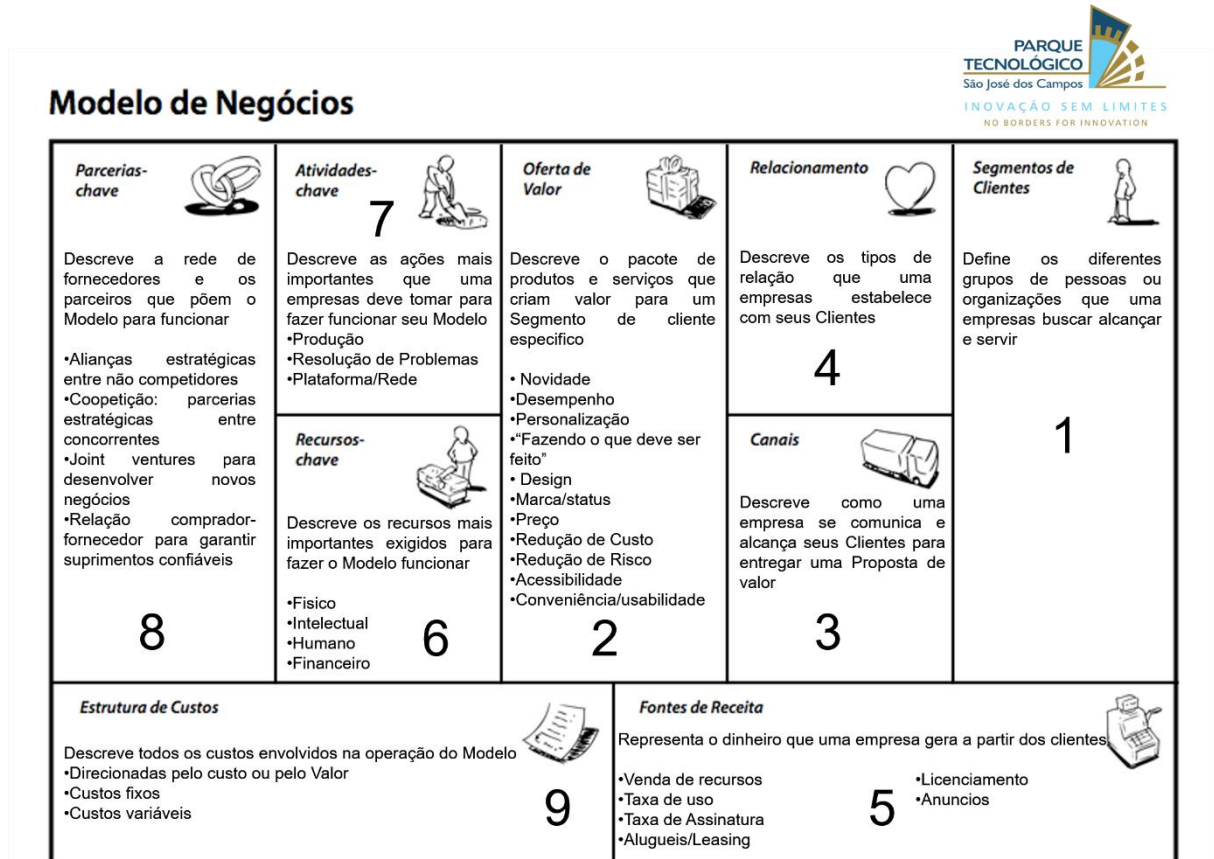 PARQUE
TECNOLÓGICO
São José dos Campos
INOVAÇÃO SEM LIMITES
NO BORDERS FOR INNOVATION
Modelo de Negócios
Parcerias-
chave
Descreve a rede de
fornecedores e os
parceiros que põem o
Modelo para funcionar
•Alianças estratégicas
entre não competidores
•Coopetição: parcerias
estratégicas entre
concorrentes
•Joint ventures para
desenvolver novos
negócios
•Relação comprador-
fornecedor para garantir
suprimentos confiáveis
8
Atividades-
chave
7
Descreve as ações mais
importantes que uma
empresas deve tomar para
fazer funcionar seu Modelo
•Produção
•Resolução de Problemas
•Plataforma/Rede
Recursos-
chave
Descreve os recursos mais
importantes exigidos para
fazer o Modelo funcionar
•Fisico
•Intelectual
•Humano
•Financeiro
6
Oferta de
Valor
Descreve o pacote de
produtos e serviços que
criam valor para um
Segmento de cliente
especifico
• Novidade
•Desempenho
•Personalização
•“Fazendo o que deve ser
feito”
• Design
•Marca/status
•Preço
•Redução de Custo
•Redução de Risco
•Acessibilidade
•Conveniência/usabilidade
2
Relacionamento
Descreve os tipos de
relação que uma
empresas estabelece
com seus Clientes
4
Canais
Descreve como uma
empresa se comunica e
alcança seus Clientes para
entregar uma Proposta de
valor
3
Segmentos de
Clientes
Define os diferentes
grupos de pessoas ou
organizações que uma
empresas buscar alcançar
e servir
1
Estrutura de Custos
Descreve todos os custos envolvidos na operação do Modelo
•Direcionadas pelo custo ou pelo Valor
•Custos fixos
•Custos variáveis
9
Fontes de Receita
Representa o dinheiro que uma empresa gera a partir dos clientes
•Venda de recursos
•Taxa de uso
•Taxa de Assinatura
•Alugueis/Leasing
5
•Licenciamento
•Anuncios